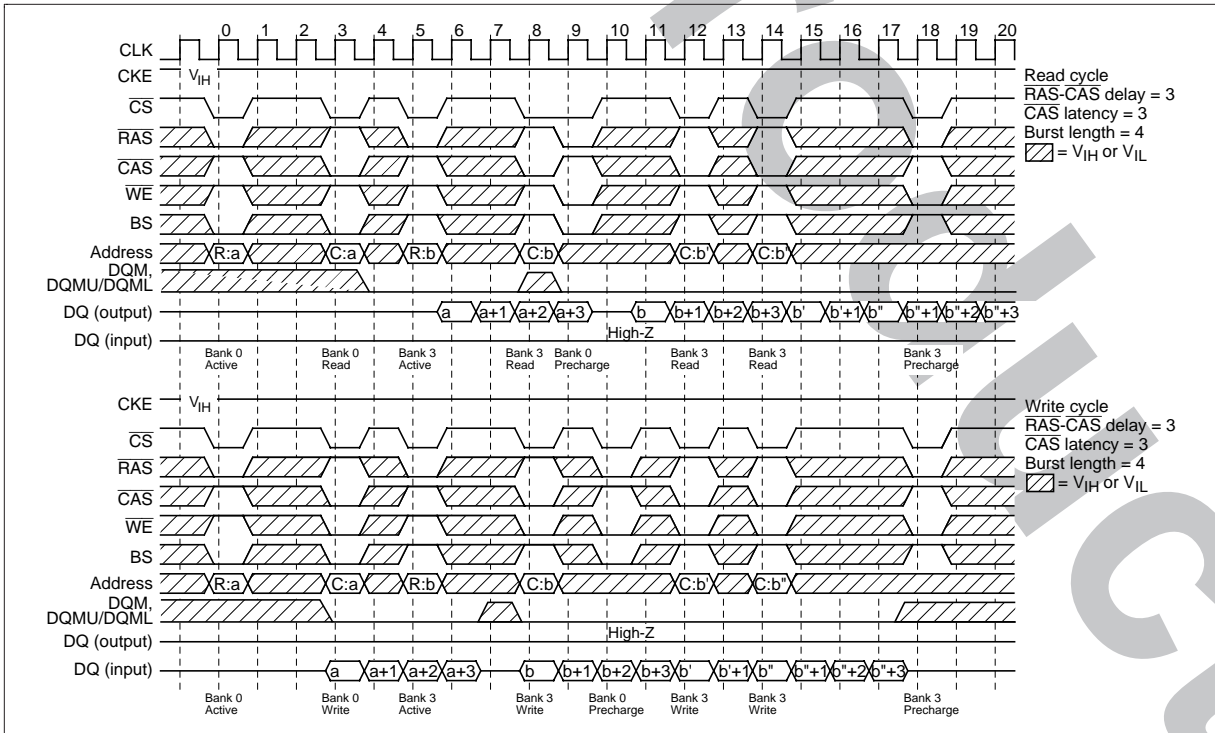 0 1 2 3 4 5 6 7 8 9 10 11 12 13 14 15 16 17 18 19 20
CLK
CKE VIH
CS
RAS
CAS
WE
BS
Address R:a C:a R:b C:b C:b' C:b"
DQM,
DQMU/DQML
DQ (output) a a+1 a+2 a+3 b b+1 b+2 b+3 b' b'+1 b" b"+1 b"+2 b"+3
High-Z
DQ (input)
Bank 0 Active
Bank 0 Read
Bank 3 Active
Bank 3 Read
Bank 0 Precharge
Bank 3 Read
Bank 3 Read
Bank 3 Precharge
Read cycle
RAS-CAS delay = 3
CAS latency = 3
Burst length = 4
= VIH or VIL
CKE VIH
CS
RAS
CAS
WE
BS
Address R:a C:a R:b C:b C:b' C:b"
DQM,
DQMU/DQML
High-Z
DQ (output)
DQ (input) a a+1 a+2 a+3 b b+1 b+2 b+3 b' b'+1 b" b"+1 b"+2 b"+3
Bank 0 Active
Bank 0 Write
Bank 3 Active
Bank 3 Write
Bank 0 Precharge
Bank 3 Write
Bank 3 Write
Bank 3 Precharge
Write cycle
RAS-CAS delay = 3
CAS latency = 3
Burst length = 4
= VIH or VIL